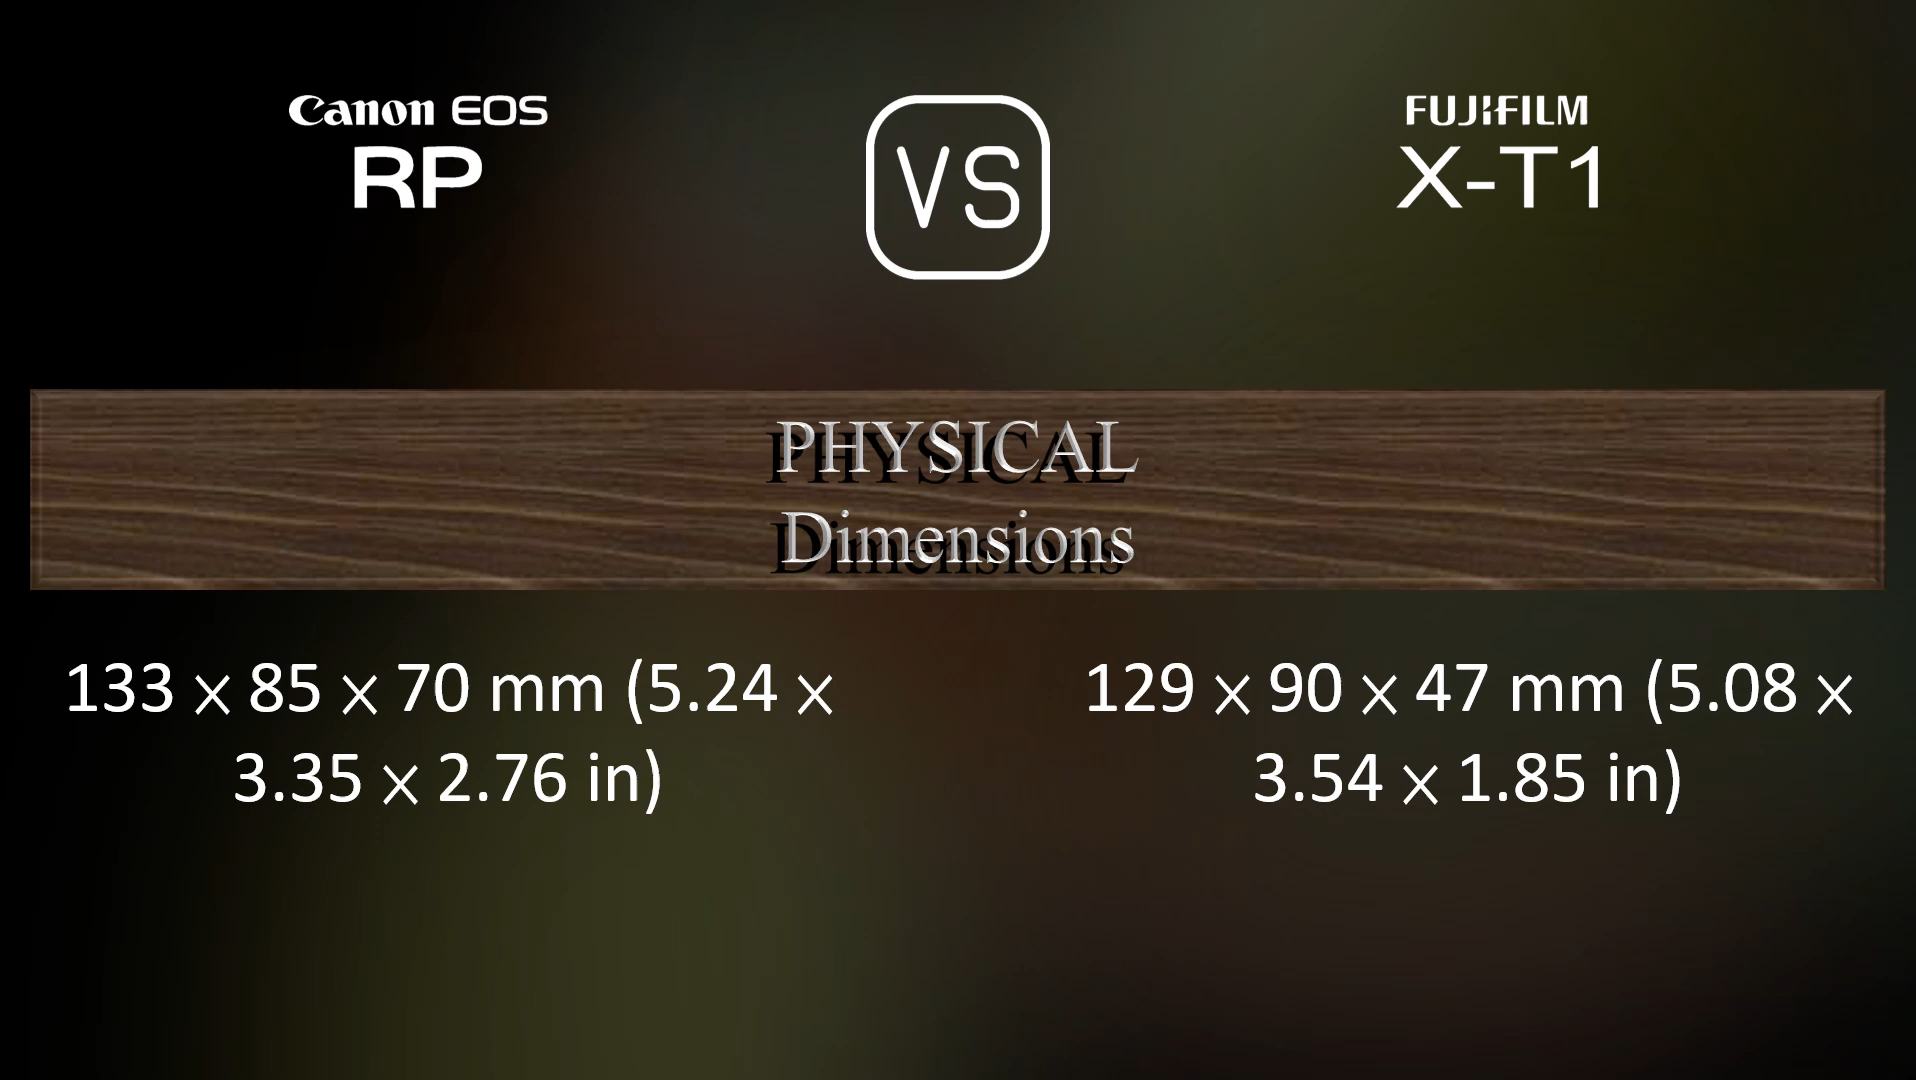 Canon EOS
RP
VS
FUJIFILM
X-T1
PHYSICAL
Dimensions
133 x 85 x 70 mm (5.24 x
3.35 x 2.76 in)
129 x 90 x 47 mm (5.08 x
3.54 x 1.85 in)